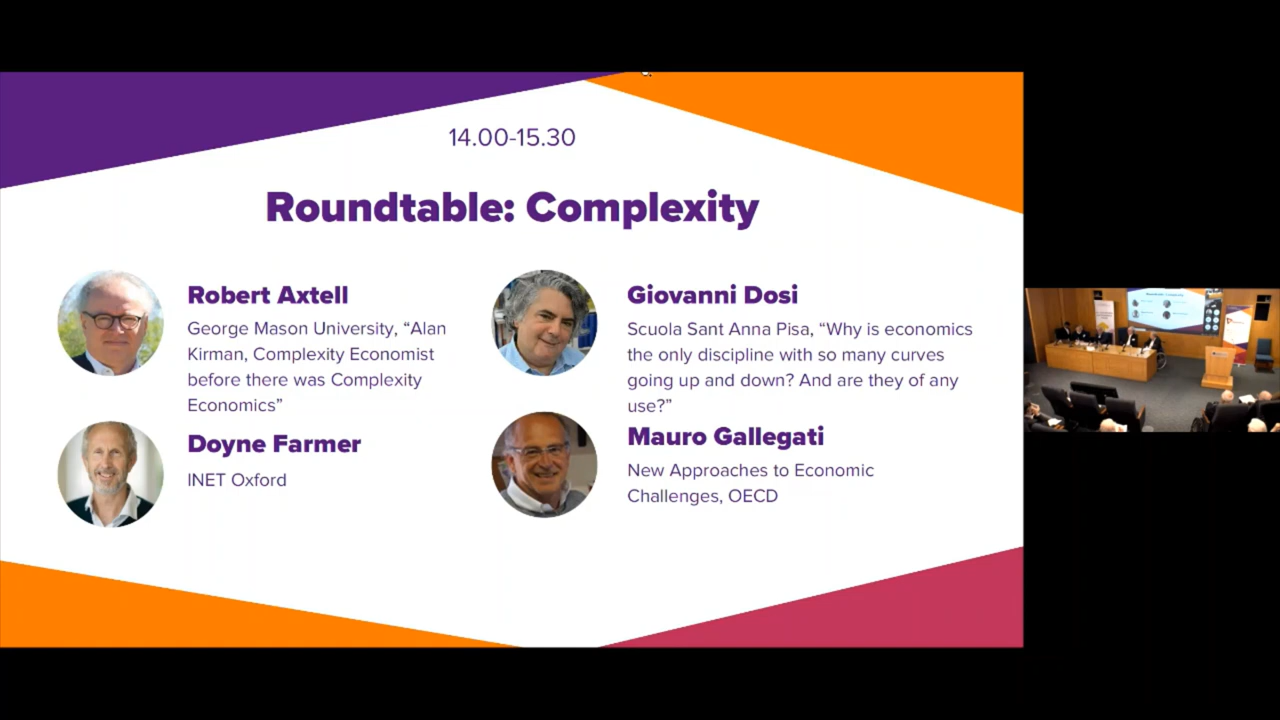 14.00-15.30
Roundtable: Complexity
Robert Axtell
George Mason University, “Alan
Kirman, Complexity Economist
before there was Complexity
Economics”
Doyne Farmer
INET Oxford
Giovanni Dosi
Scuola Sant Anna Pisa, “Why is economics
the only discipline with so many curves
going up and down? And are they of any
use?”
Mauro Gallegati
New Approaches to Economic
Challenges, OECD
Roundtable: Complexity